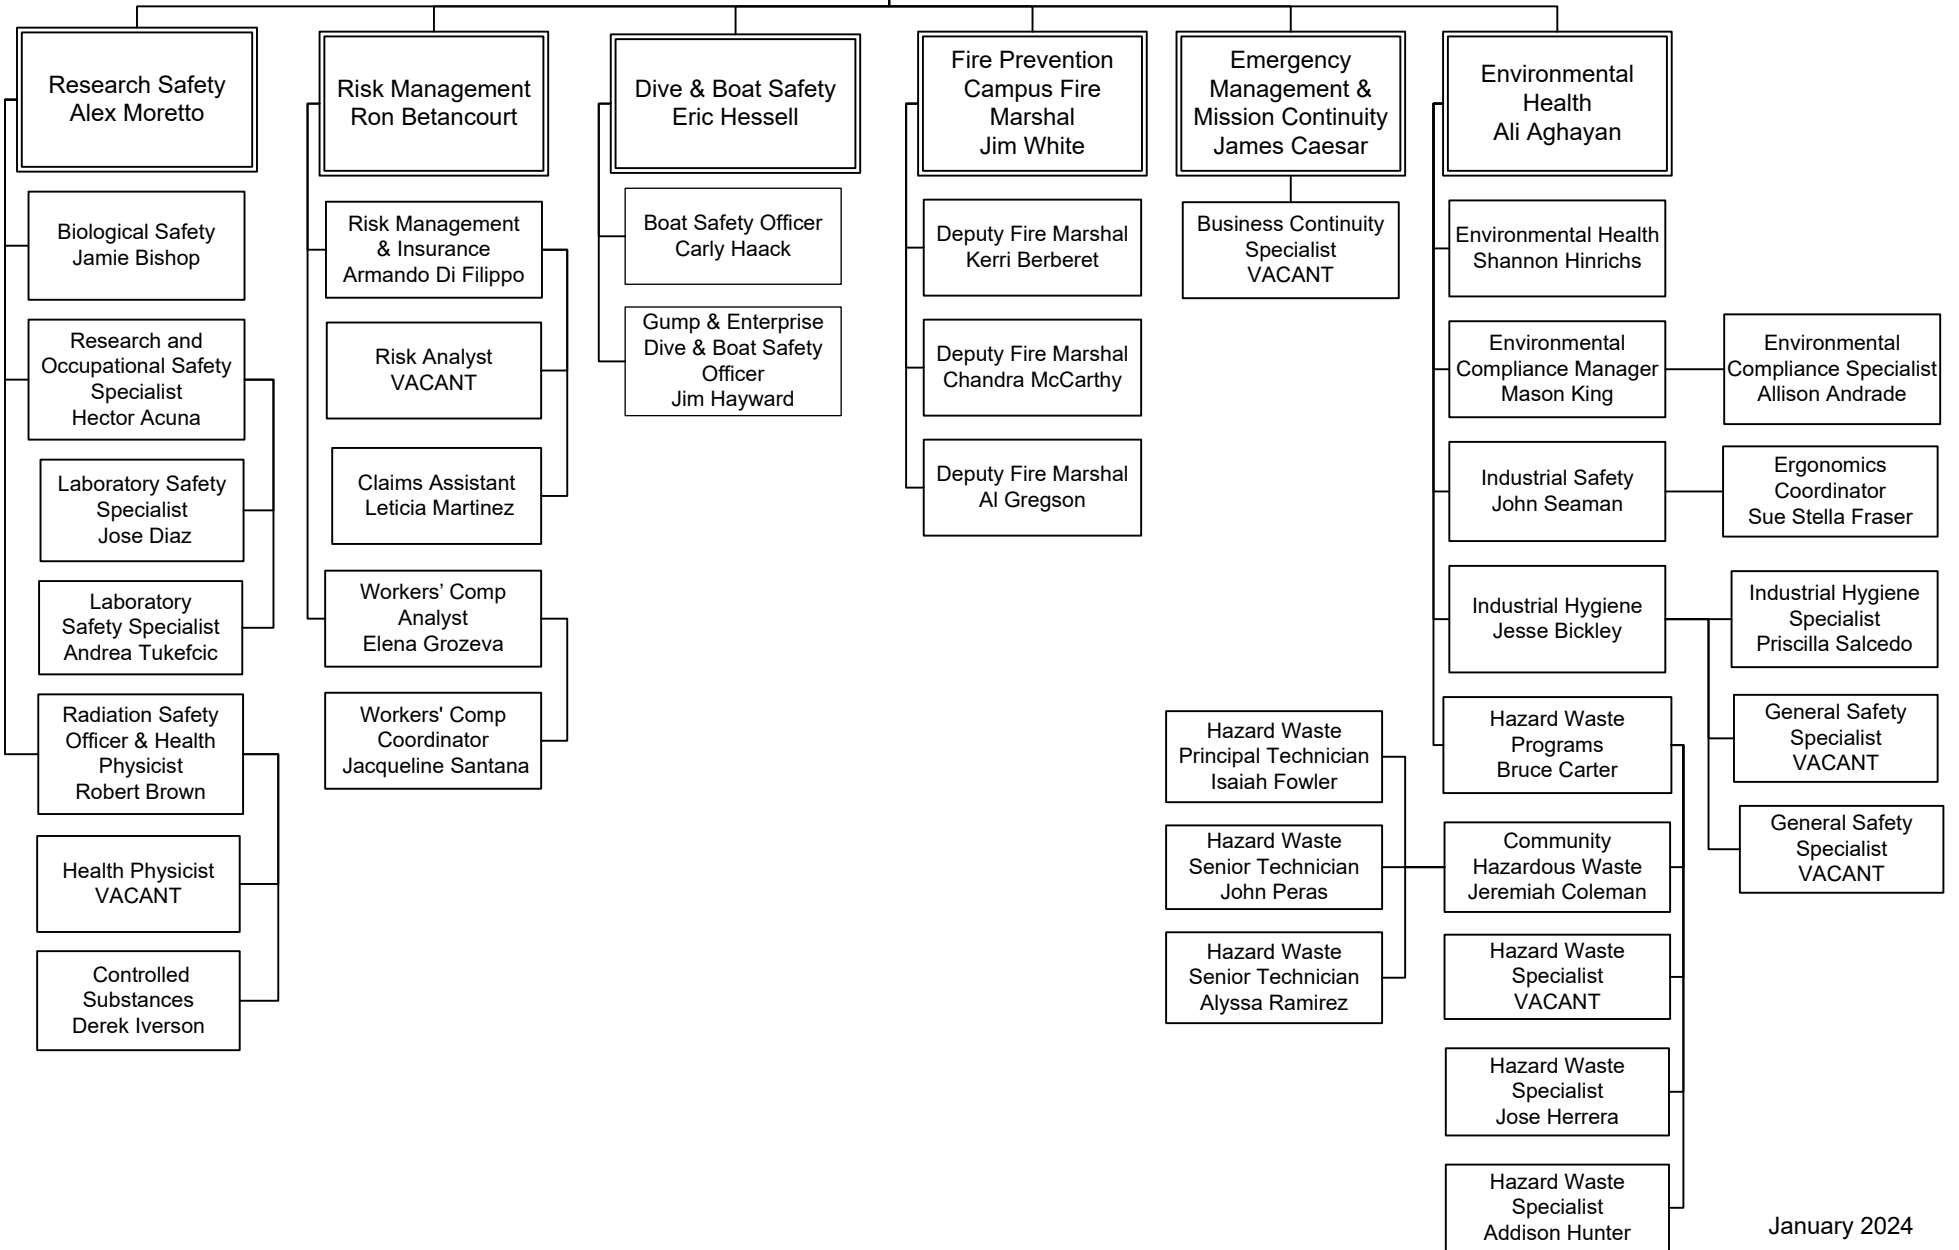 Research Safety
Alex Moretto
Risk Management
Ron Betancourt
Dive & Boat Safety
Eric Hessell
Fire Prevention
Campus Fire
Marshal
Jim White
Emergency
Management &
Mission Continuity
James Caesar
Environmental
Health
Ali Aghayan
Biological Safety
Jamie Bishop
Research and
Occupational Safety
Specialist
Hector Acuna
Laboratory Safety
Specialist
Jose Diaz
Laboratory
Safety Specialist
Andrea Tukefcic
Radiation Safety
Officer & Health
Physicist
Robert Brown
Health Physicist
VACANT
Controlled
Substances
Derek Iverson
Risk Management
& Insurance
Armando Di Filippo
Risk Analyst
VACANT
Claims Assistant
Leticia Martinez
Workers’ Comp
Analyst
Elena Grozeva
Workers' Comp
Coordinator
Jacqueline Santana
Boat Safety Officer
Carly Haack
Gump & Enterprise
Dive & Boat Safety
Officer
Jim Hayward
Deputy Fire Marshal
Kerri Berberet
Deputy Fire Marshal
Chandra McCarthy
Deputy Fire Marshal
Al Gregson
Business Continuity
Specialist
VACANT
Environmental Health
Shannon Hinrichs
Environmental
Compliance Manager
Mason King
Environmental
Compliance Specialist
Allison Andrade
Industrial Safety
John Seaman
Ergonomics
Coordinator
Sue Stella Fraser
Industrial Hygiene
Jesse Bickley
Industrial Hygiene
Specialist
Priscilla Salcedo
General Safety
Specialist
VACANT
General Safety
Specialist
VACANT
Hazard Waste
Programs
Bruce Carter
Community
Hazardous Waste
Jeremiah Coleman
Hazard Waste
Principal Technician
Isaiah Fowler
Hazard Waste
Senior Technician
John Peras
Hazard Waste
Senior Technician
Alyssa Ramirez
Hazard Waste
Specialist
VACANT
Hazard Waste
Specialist
Jose Herrera
Hazard Waste
Specialist
Addison Hunter
January 2024